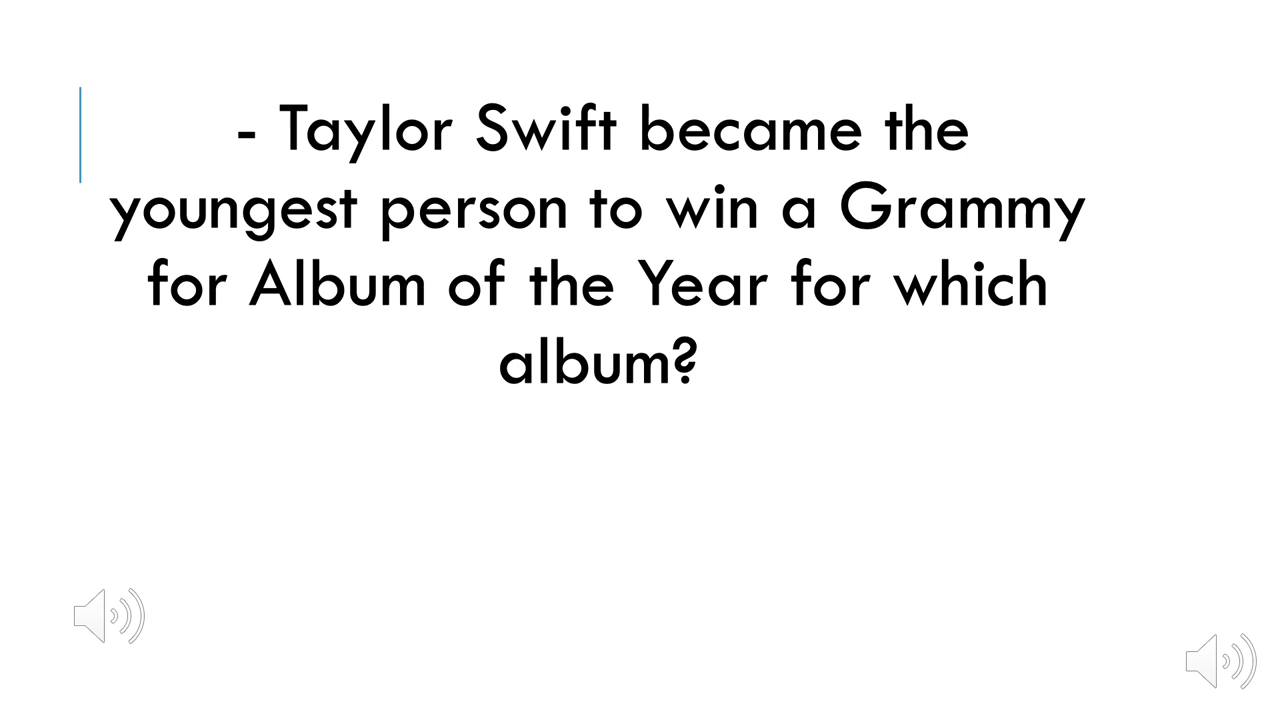 - Taylor Swift became the
youngest person to win a Grammy
for Album of the Year for which
album?